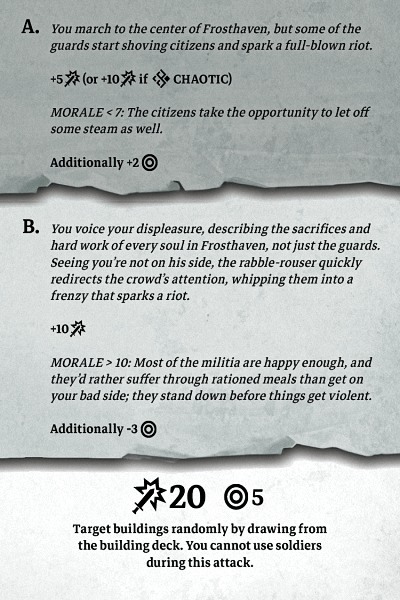 A. You march to the center of Frosthaven, but some of the
guards start shoving citizens and spark a full-blown riot.
+5 (or +10 if CHAOTIC)
MORALE < 7: The citizens take the opportunity to let off
some steam as well.
Additionally +2
B. You voice your displeasure, describing the sacrifices and
hard work of every soul in Frosthaven, not just the guards.
Seeing you're not on his side, the rabble-rouser quickly
redirects the crowd's attention, whipping them into a
frenzy that sparks a riot.
+10
MORALE > 10: Most of the militia are happy enough, and
they'd rather suffer through rationed meals than get on
your bad side; they stand down before things get violent.
Additionally -3
20 5
Target buildings randomly by drawing from
the building deck. You cannot use soldiers
during this attack.